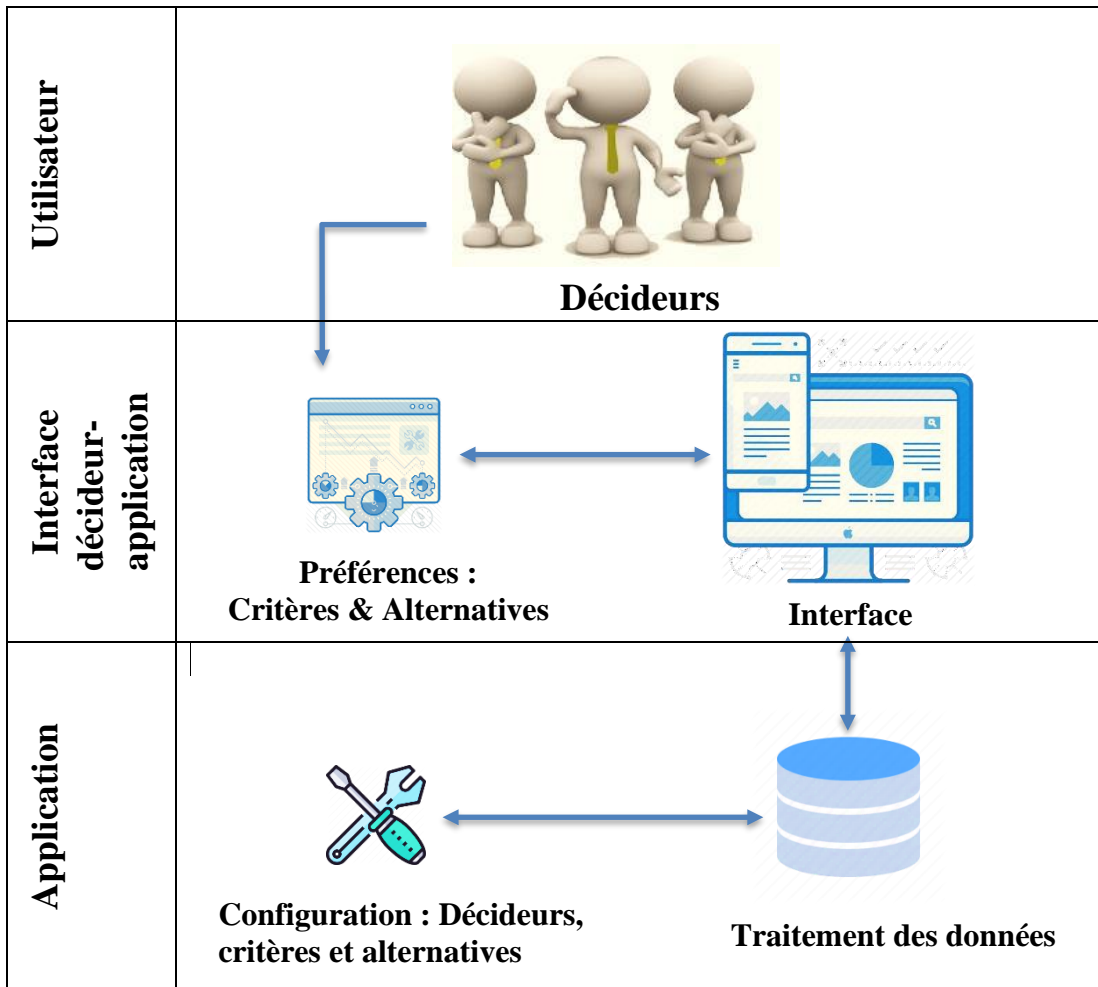 Utilisateur
Décideurs
Interface
décideur-
application
Préférences :
Critères & Alternatives
Interface
Application
Configuration : Décideurs,
critères et alternatives
Traitement des données